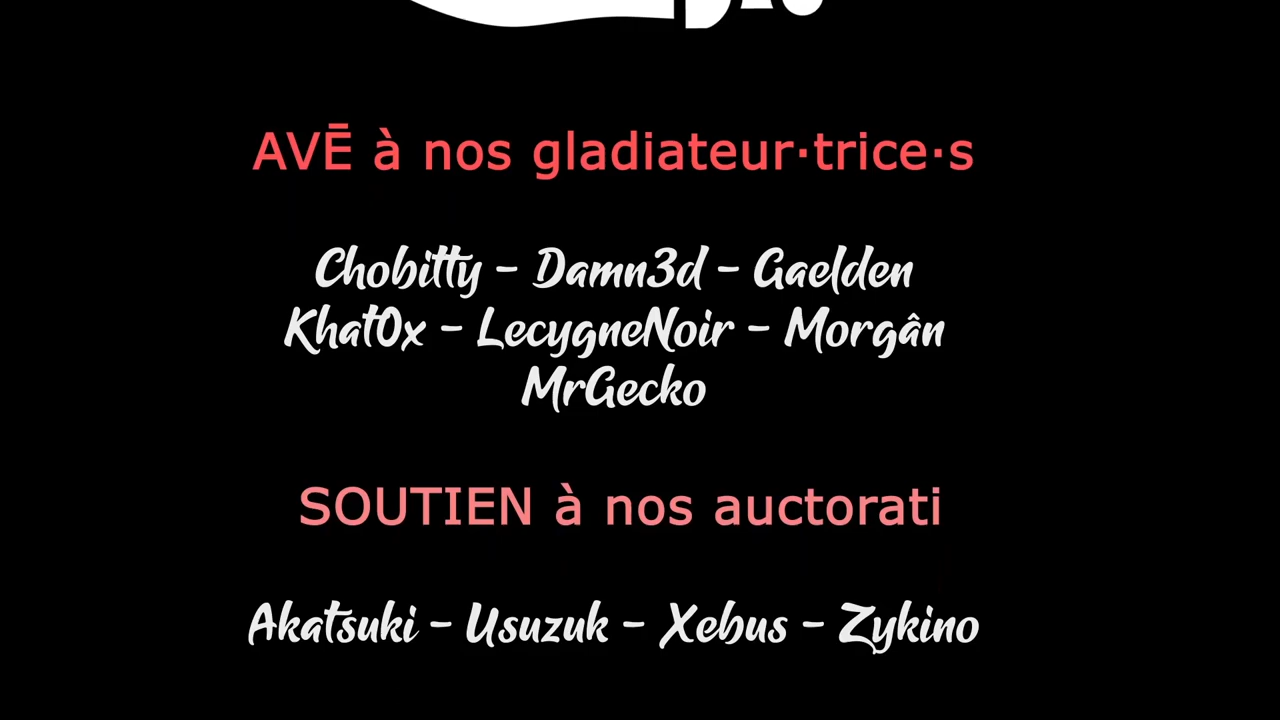 AVĒ à nos gladiateur·trice·s
Chobitty - Damn3d - Gaelden
Khat0x - LecygneNoir - Morgân
MrGecko
SOUTIEN à nos auctorati
Akatsuki - Usuzuk - Xebus - Zykino